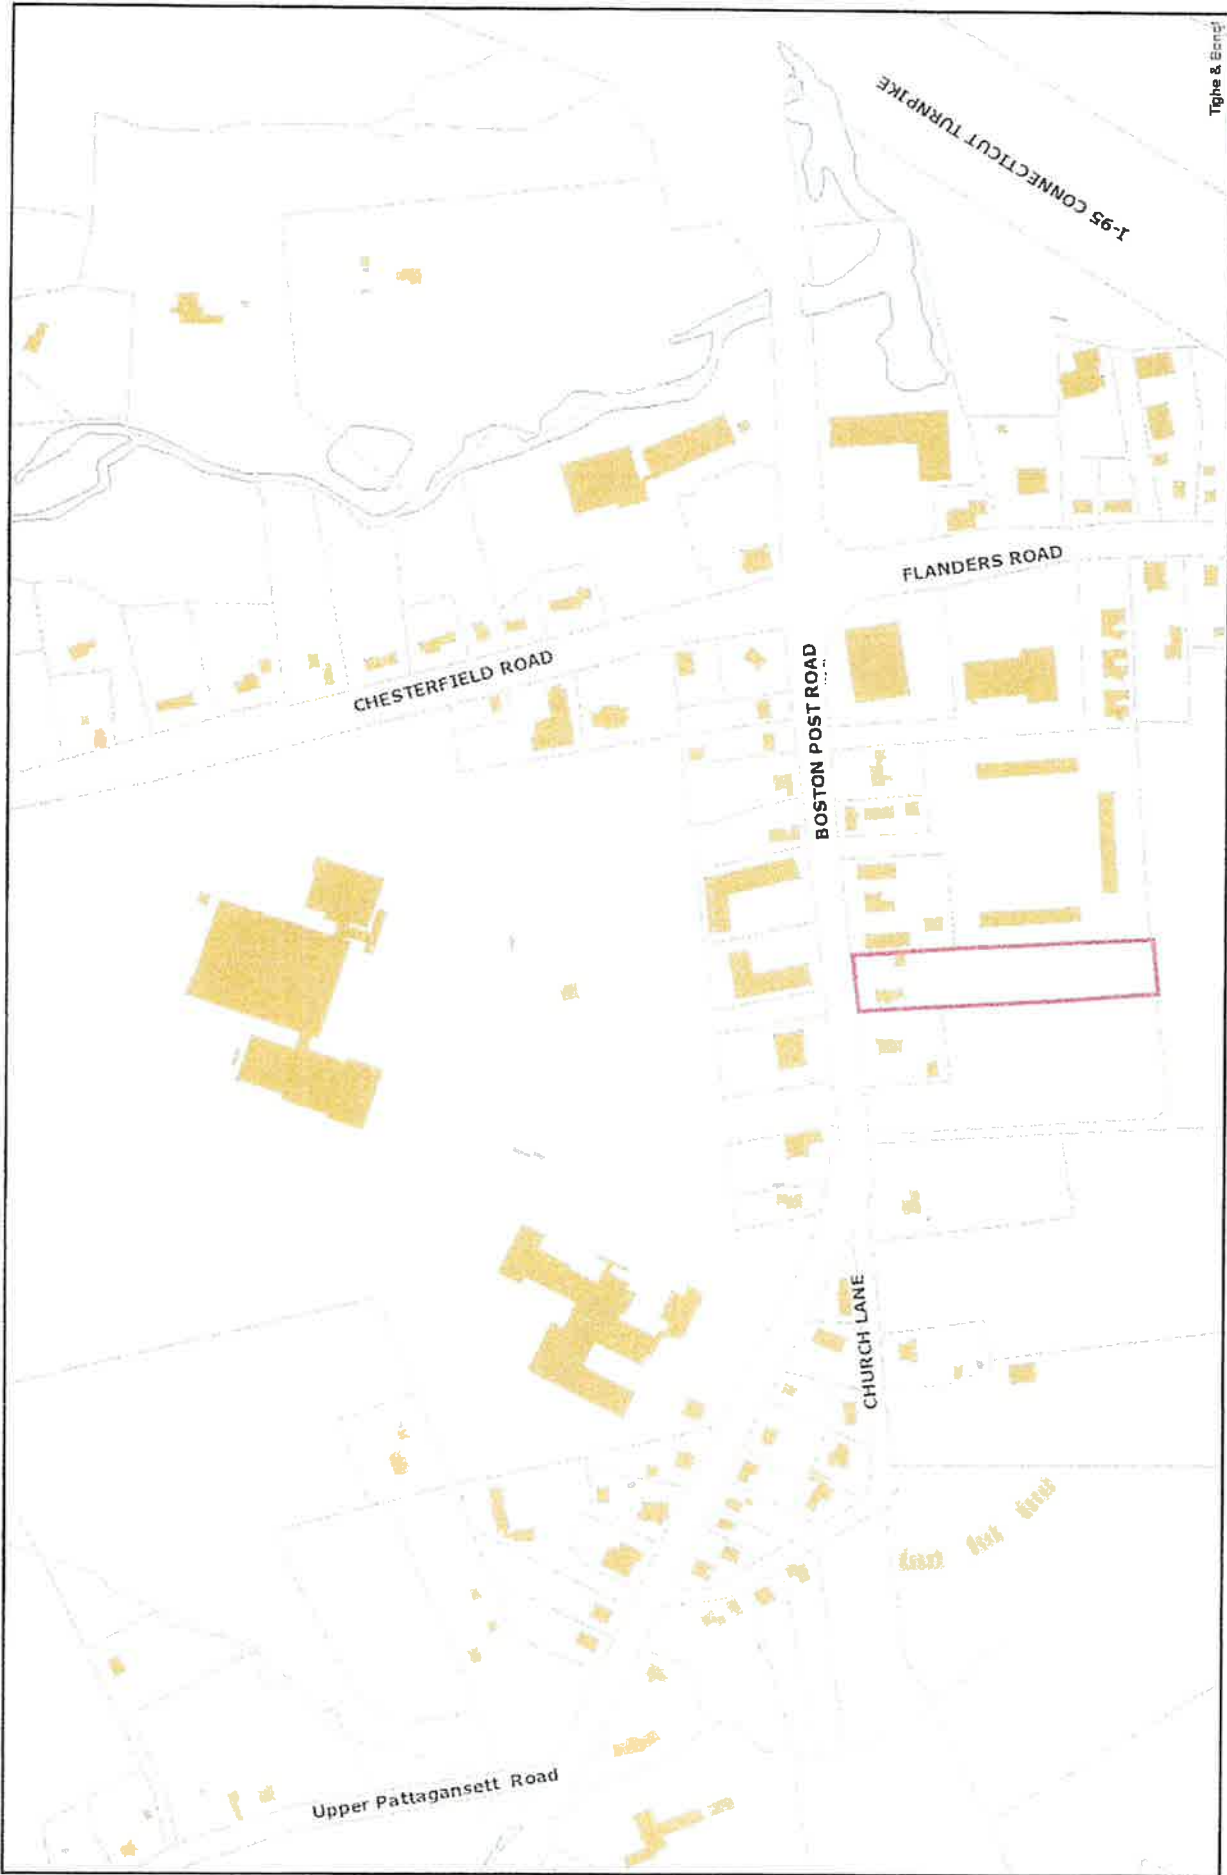 Tighe & Bond
I-95 CONNECTICUT TURNPIKE
FLANDERS ROAD
CHESTERFIELD ROAD
BOSTON POST ROAD
CHURCH LANE
Upper Pattagansett Road